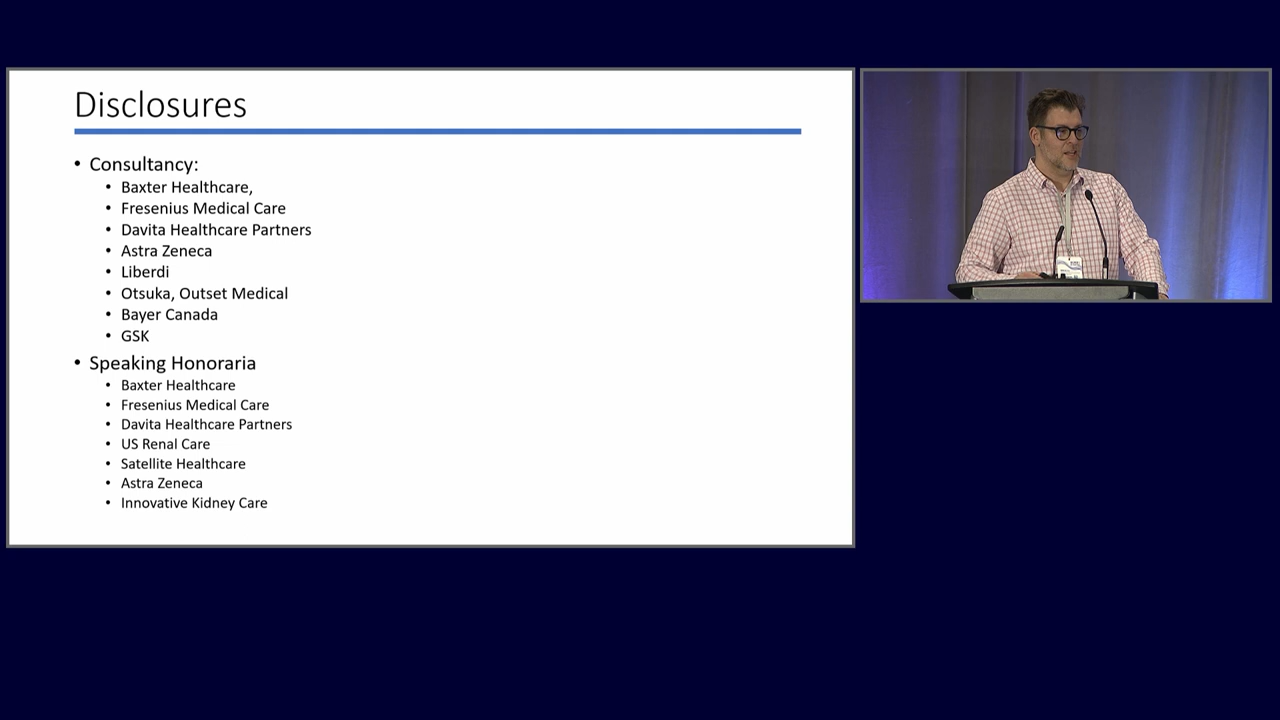 Disclosures
• Consultancy:
• Baxter Healthcare,
• Fresenius Medical Care
• Davita Healthcare Partners
• Astra Zeneca
• Liberdi
• Otsuka, Outset Medical
• Bayer Canada
• GSK
• Speaking Honoraria
• Baxter Healthcare
• Fresenius Medical Care
• Davita Healthcare Partners
• US Renal Care
• Satellite Healthcare
• Astra Zeneca
• Innovative Kidney Care